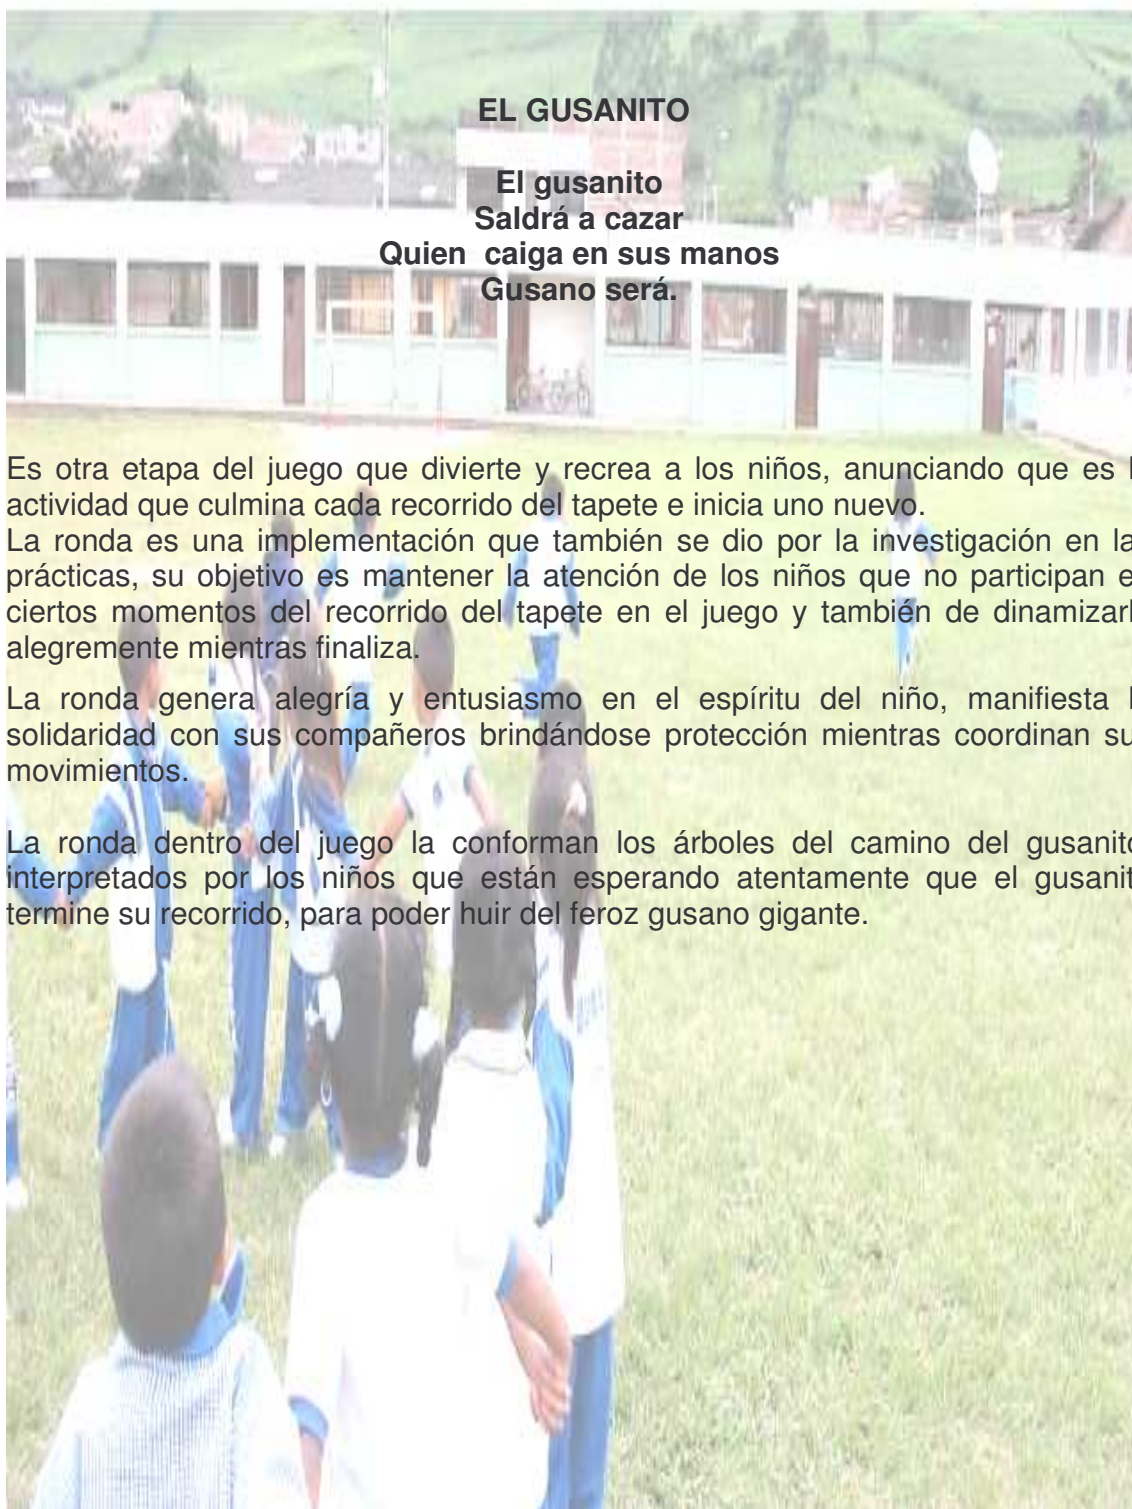 EL GUSANITO
El gusanito
Saldrá a cazar
Quien caiga en sus manos
Gusano será.
Es otra etapa del juego que divierte y recrea a los niños, anunciando que es l
actividad que culmina cada recorrido del tapete e inicia uno nuevo.
La ronda es una implementación que también se dio por la investigación en la
prácticas, su objetivo es mantener la atención de los niños que no participan e
ciertos momentos del recorrido del tapete en el juego y también de dinamizarl
alegremente mientras finaliza.
La ronda genera alegría y entusiasmo en el espíritu del niño, manifiesta l
solidaridad con sus compañeros brindándose protección mientras coordinan su
movimientos.
La ronda dentro del juego la conforman los árboles del camino del gusanito
interpretados por los niños que están esperando atentamente que el gusanit
termine su recorrido, para poder huir del feroz gusano gigante.